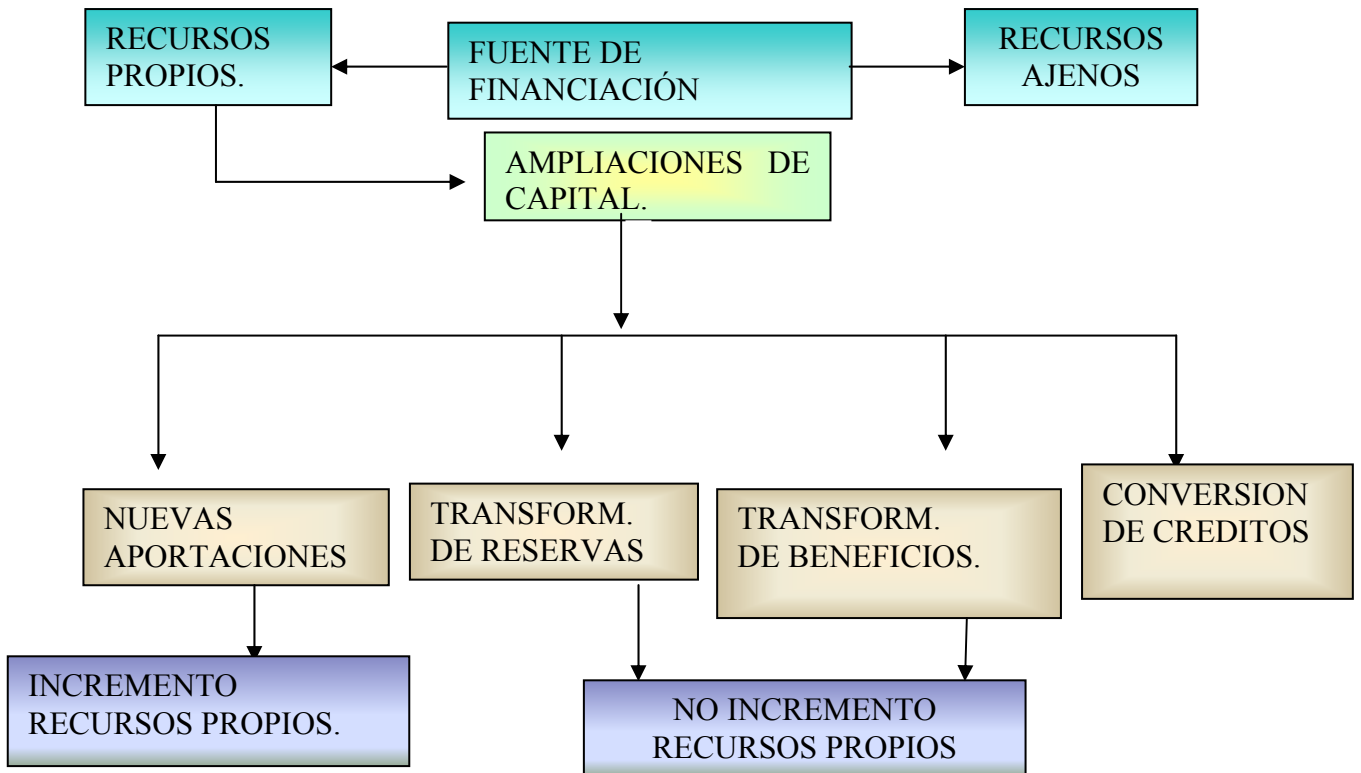 RECURSOS
PROPIOS.
FUENTE DE
FINANCIACIÓN
RECURSOS
AJENOS
AMPLIACIONES DE
CAPITAL.
NUEVAS
APORTACIONES
TRANSFORM.
DE RESERVAS
TRANSFORM.
DE BENEFICIOS.
CONVERSION
DE CREDITOS
INCREMENTO
RECURSOS PROPIOS.
NO INCREMENTO
RECURSOS PROPIOS